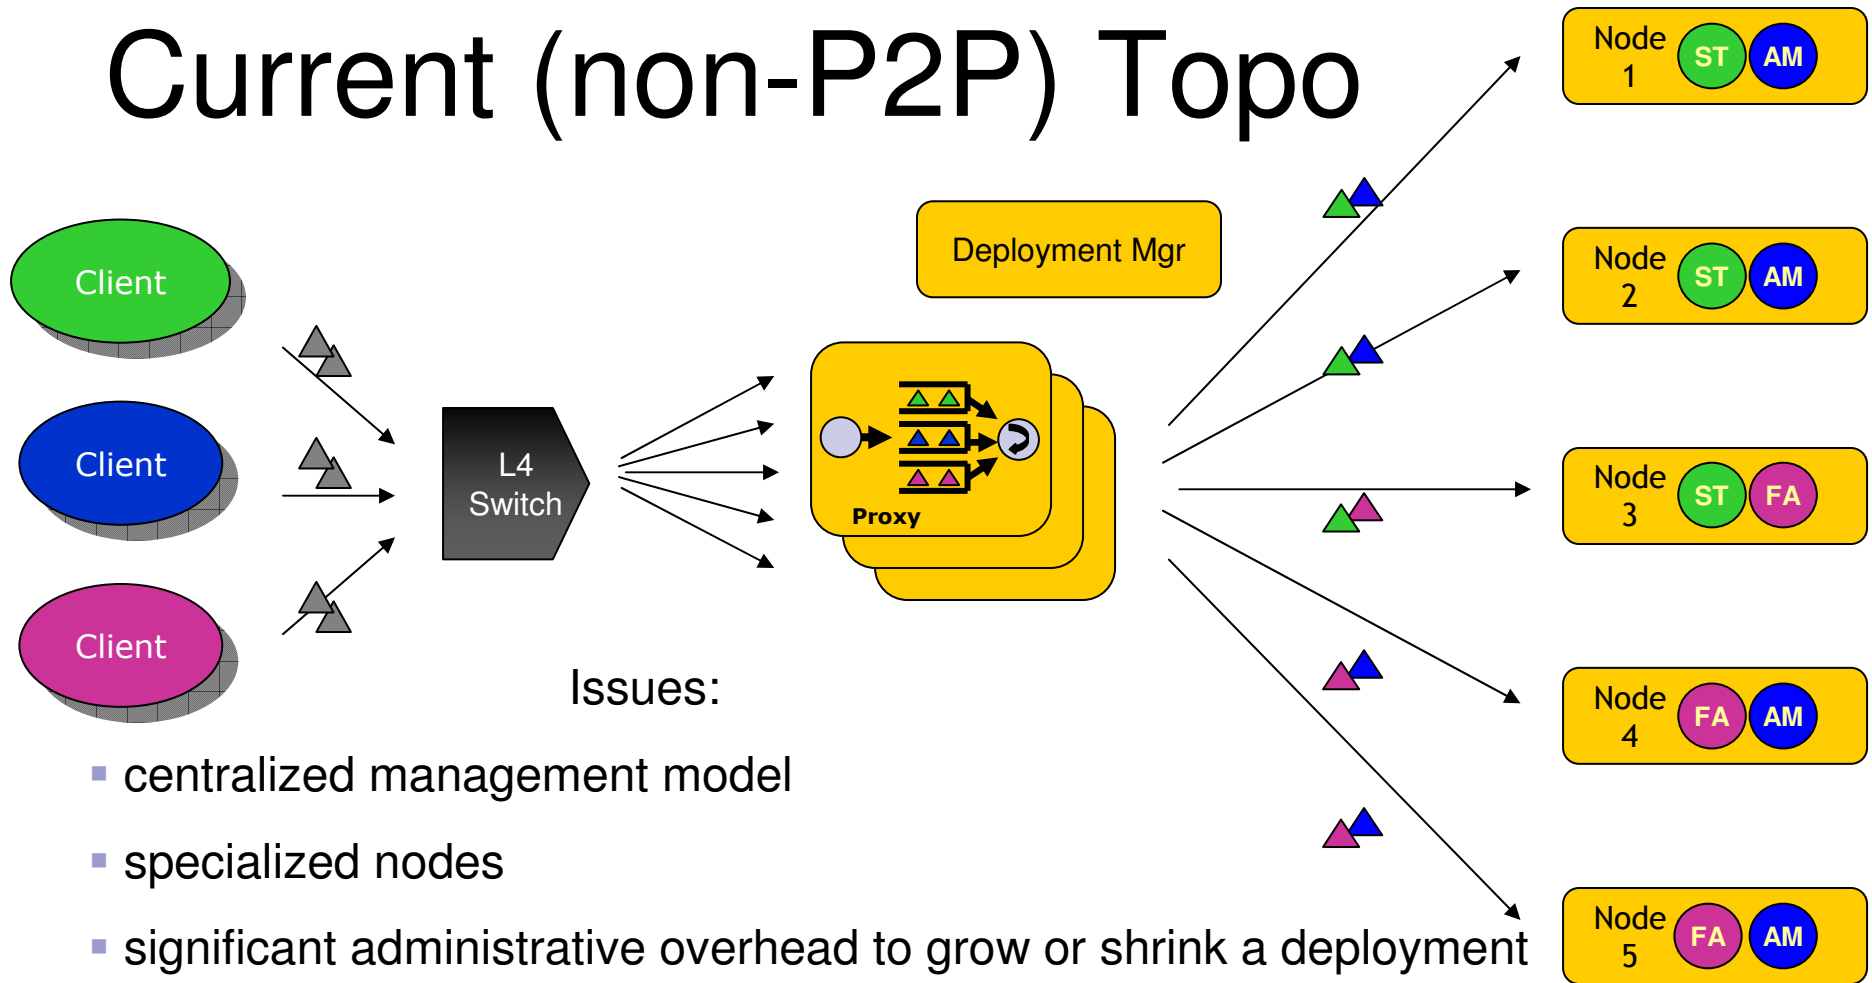 Current (non-P2P) Topo
Deployment Mgr
Client
Client
Client
L4
Switch
Proxy
Node
1
ST
AM
Node
2
ST
AM
Node
3
ST
FA
Node
4
FA
AM
Node
5
FA
AM
Issues:
centralized management model
specialized nodes
significant administrative overhead to grow or shrink a deployment